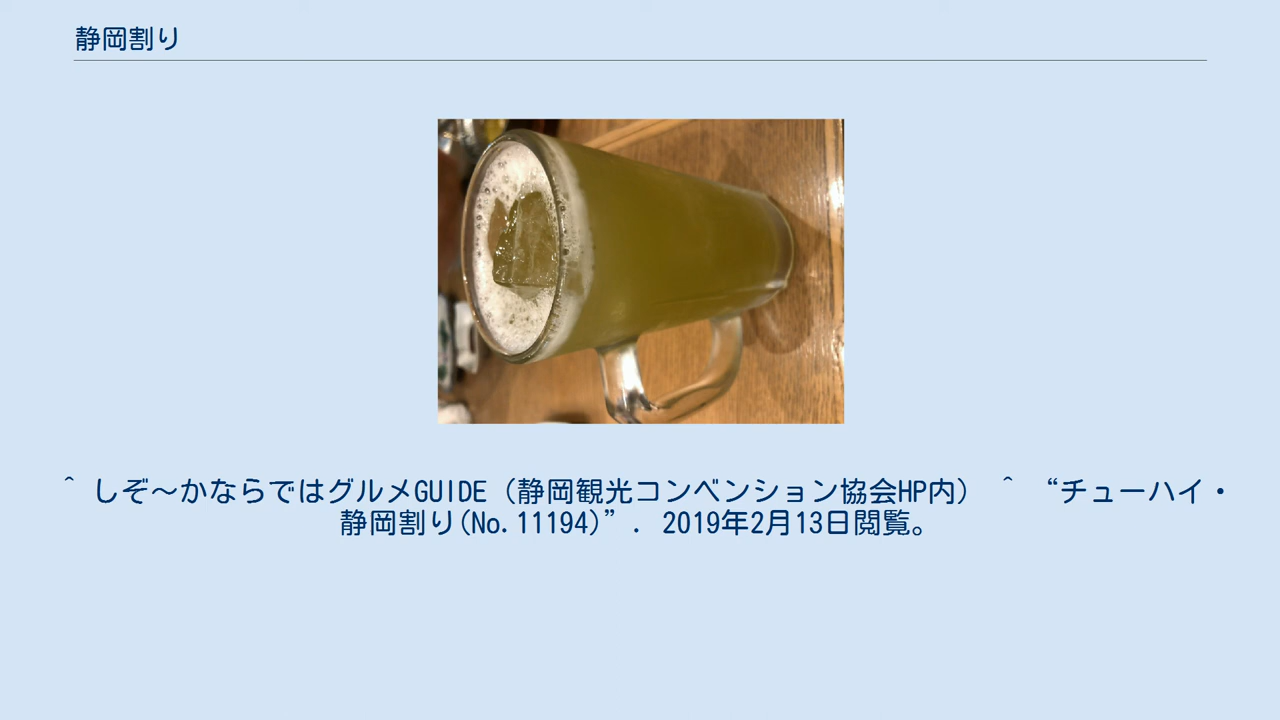 静岡割り
^ しぞ〜かならではグルメGUIDE（静岡観光コンベンション協会HP内） ^ “チューハイ・
静岡割り(No.11194)”. 2019年2月13日閲覧。